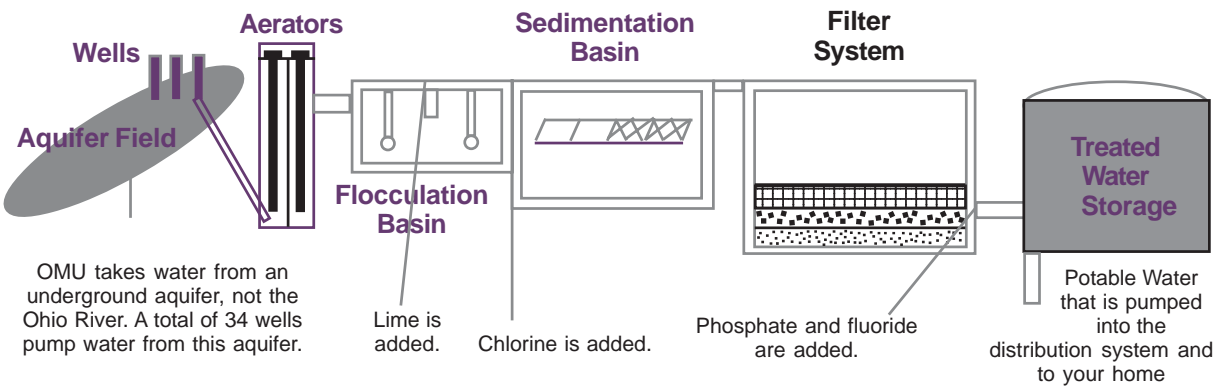 Wells
Aquifer Field
Aerators
Flocculation
Basin
Sedimentation
Basin
Filter
System
Treated
Water
Storage
OMU takes water from an
underground aquifer, not the
Ohio River. A total of 34 wells
pump water from this aquifer.
Lime is
added.
Chlorine is added.
Phosphate and fluoride
are added.
Potable Water
that is pumped
into the
distribution system and
to your home